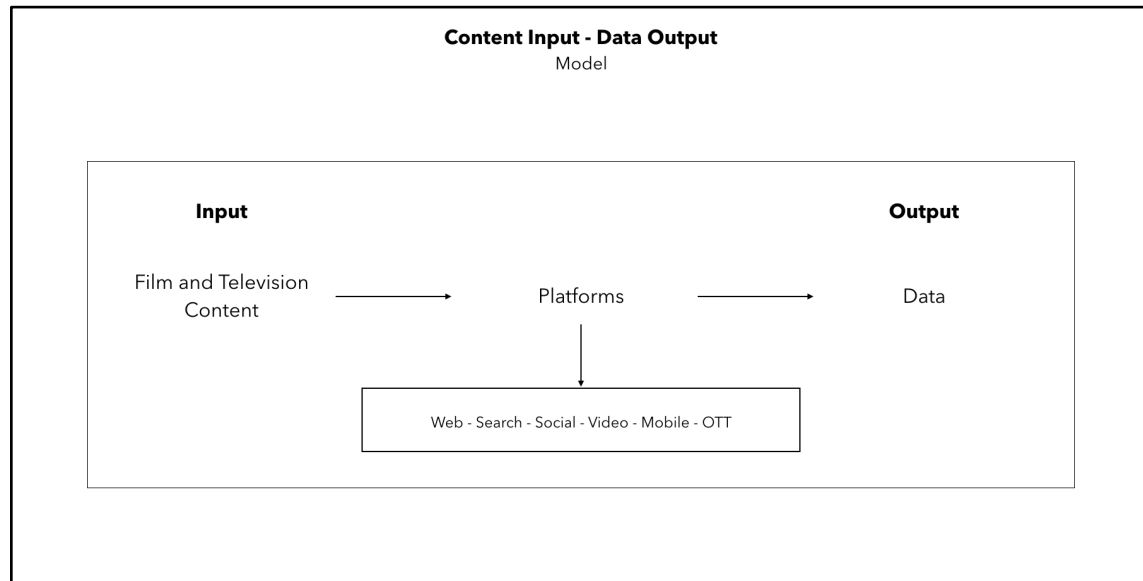 Content Input - Data Output
Model
Input
Output
Film and Television
Content
Platforms
Data
Web - Search - Social - Video - Mobile - OTT